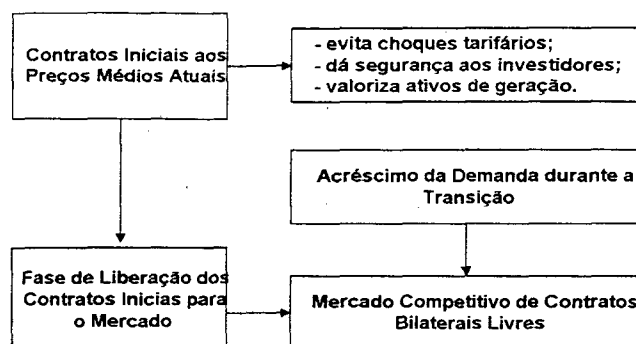 Contratos Iniciais aos
Preços Médios Atuais
- evita choques tarifários;
- dá segurança aos investidores;
- valoriza ativos de geração.
Acréscimo da Demanda durante a
Transição
Fase de Liberação dos
Contratos Inicias para
o Mercado
Mercado Competitivo de Contratos
Bilaterais Livres